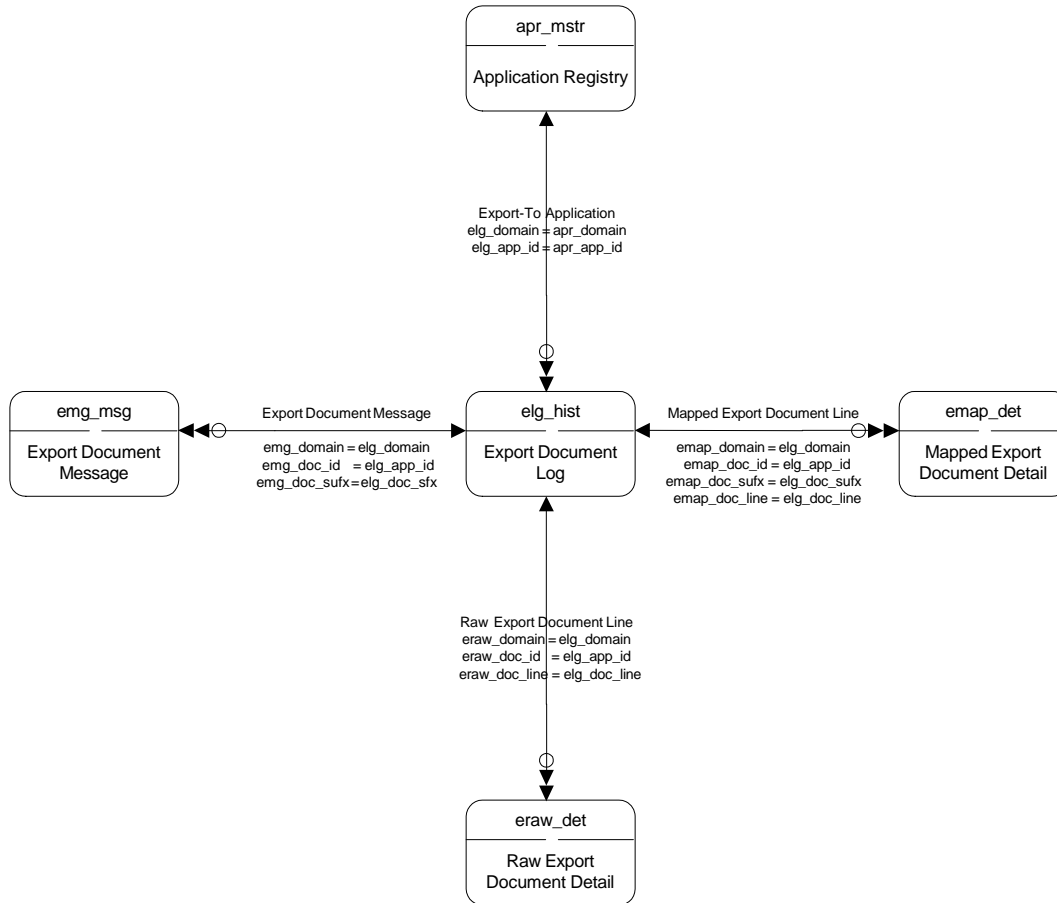 apr_mstr
Application Registry
Export-To Application
elg_domain = apr_domain
elg_app_id = apr_app_id
emg_msg
Export Document
Message
Export Document Message
emg_domain = elg_domain
emg_doc_id = elg_app_id
emg_doc_sufx = elg_doc_sfx
elg_hist
Export Document
Log
Mapped Export Document Line
emap_domain = elg_domain
emap_doc_id = elg_app_id
emap_doc_sufx = elg_doc_sufx
emap_doc_line = elg_doc_line
emap_det
Mapped Export
Document Detail
Raw Export Document Line
eraw_domain = elg_domain
eraw_doc_id = elg_app_id
eraw_doc_line = elg_doc_line
eraw_det
Raw Export
Document Detail